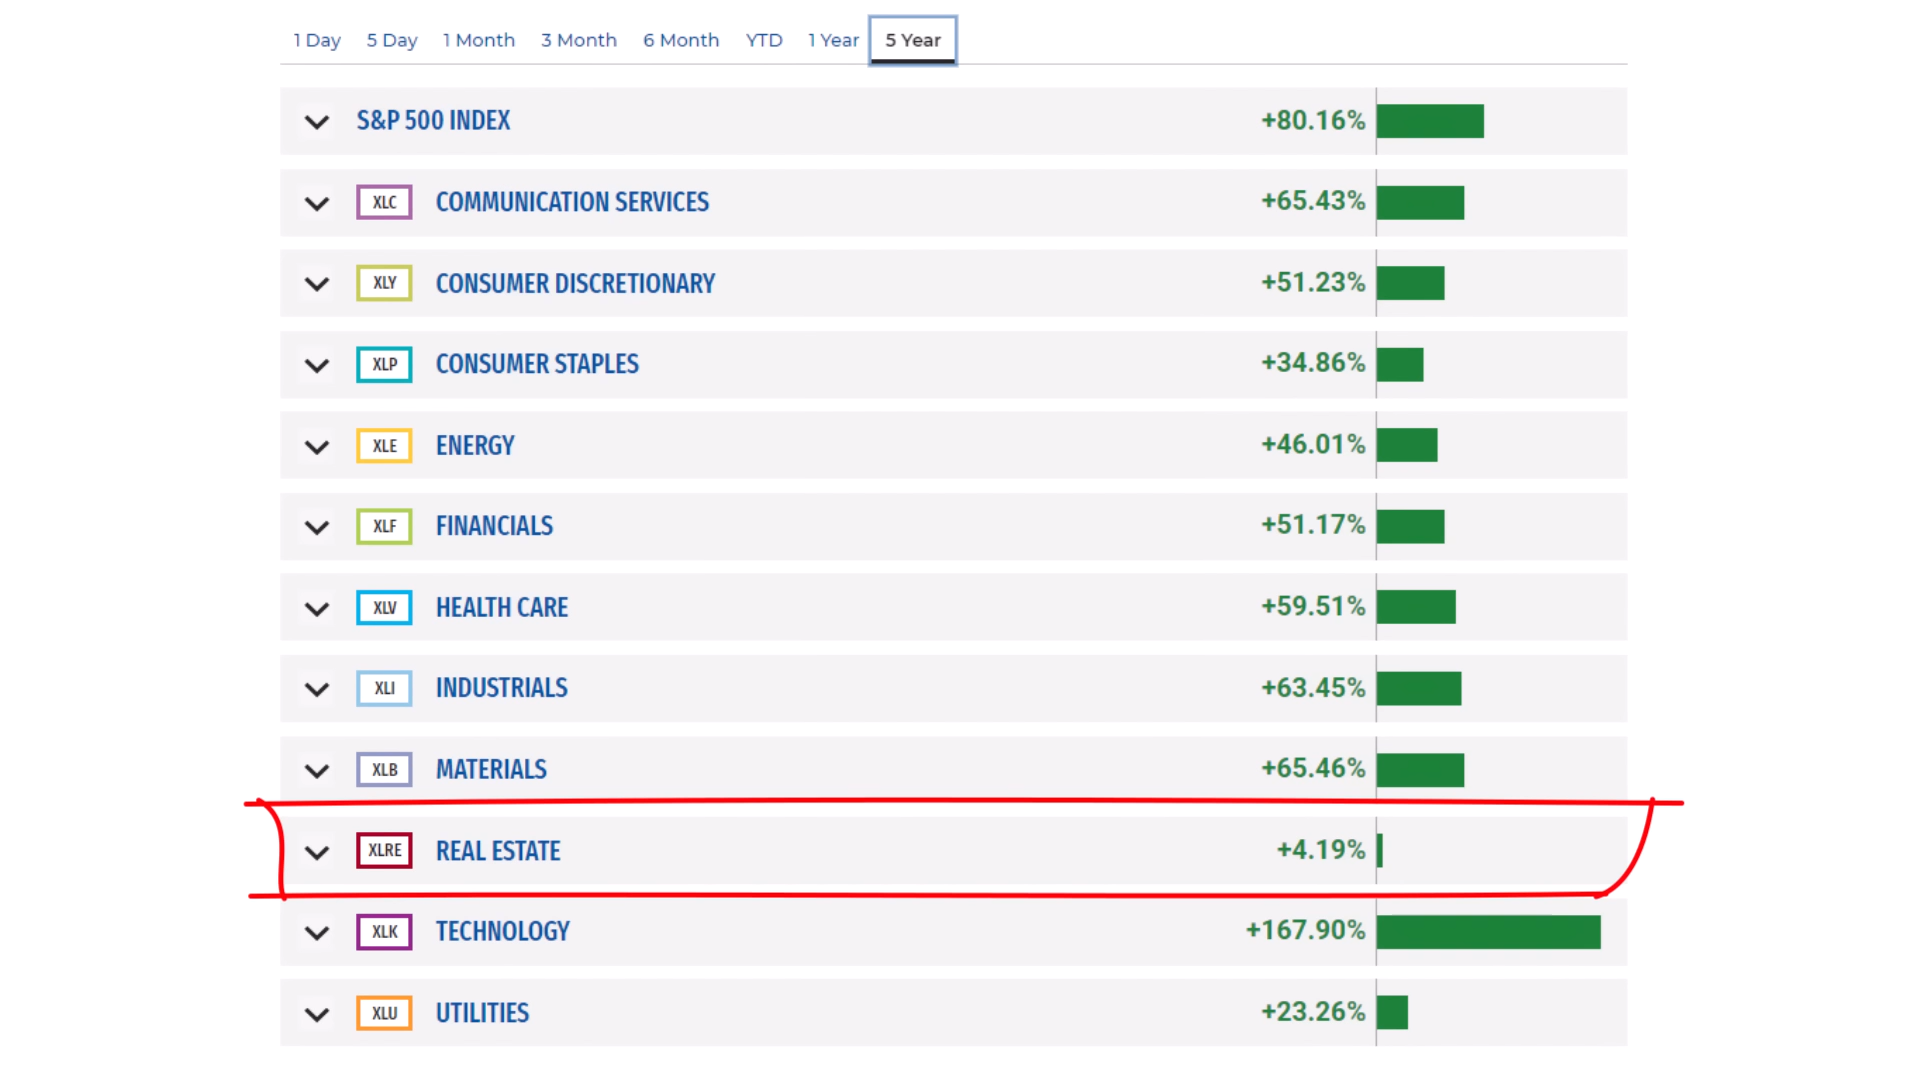 1 Day 5 Day 1 Month 3 Month 6 Month YTD 1 Year 5 Year
S&P 500 INDEX +80.16%
XLC COMMUNICATION SERVICES +65.43%
XLY CONSUMER DISCRETIONARY +51.23%
XLP CONSUMER STAPLES +34.86%
XLE ENERGY +46.01%
XLF FINANCIALS +51.17%
XLV HEALTH CARE +59.51%
XLI INDUSTRIALS +63.45%
XLB MATERIALS +65.46%
XLRE REAL ESTATE +4.19%
XLK TECHNOLOGY +167.90%
XLU UTILITIES +23.26%